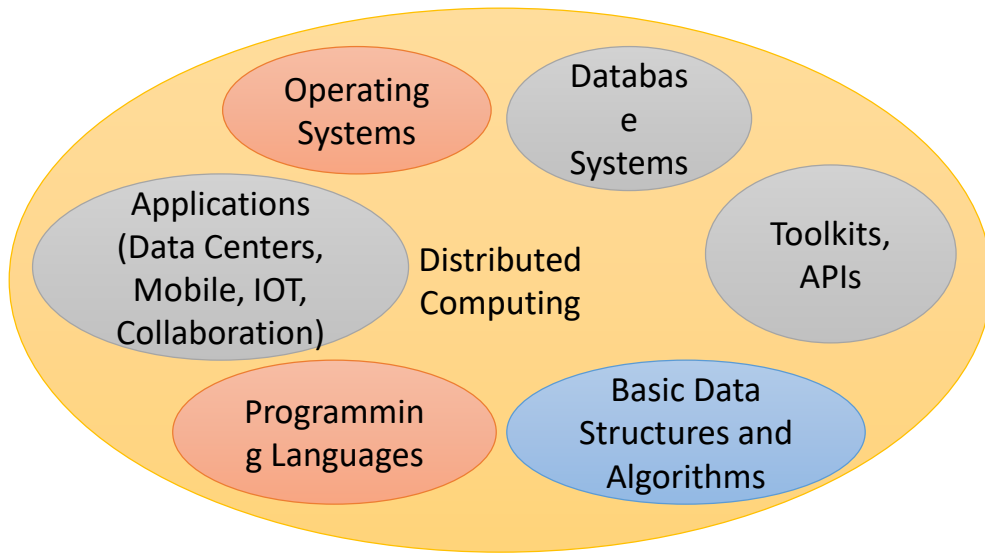 Operating
Systems
Databas
e
Systems
Applications
(Data Centers,
Mobile, IOT,
Collaboration)
Distributed
Computing
Toolkits,
APIs
Programmin
g Languages
Basic Data
Structures and
Algorithms